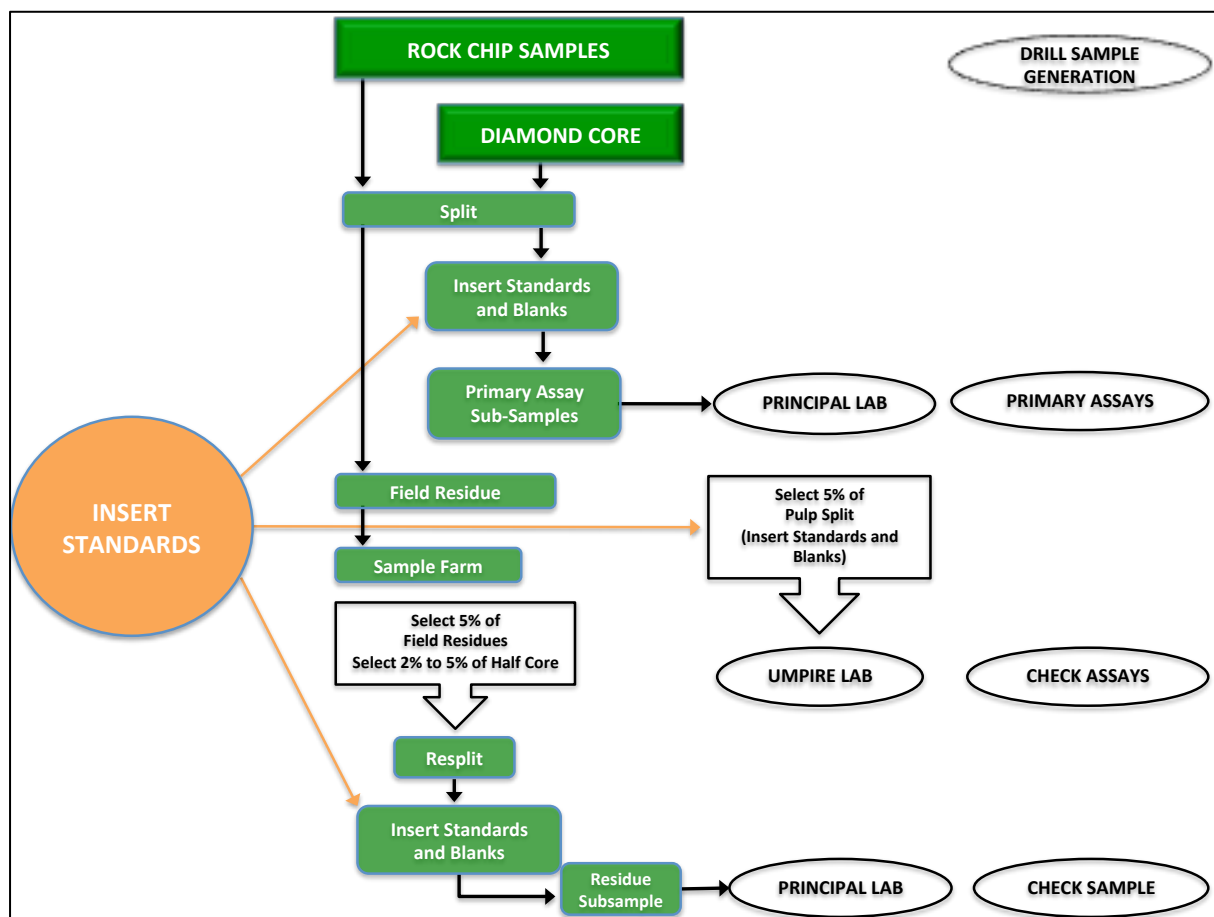 ROCK CHIP SAMPLES
DRILL SAMPLE
GENERATION
DIAMOND CORE
Split
Insert Standards
and Blanks
Primary Assay
Sub-Samples
PRINCIPAL LAB
PRIMARY ASSAYS
INSERT
STANDARDS
Field Residue
Select 5% of
Pulp Split
(Insert Standards and
Blanks)
Sample Farm
Select 5% of
Field Residues
Select 2% to 5% of Half Core
UMPIRE LAB
CHECK ASSAYS
Resplit
Insert Standards
and Blanks
Residue
Subsample
PRINCIPAL LAB
CHECK SAMPLE